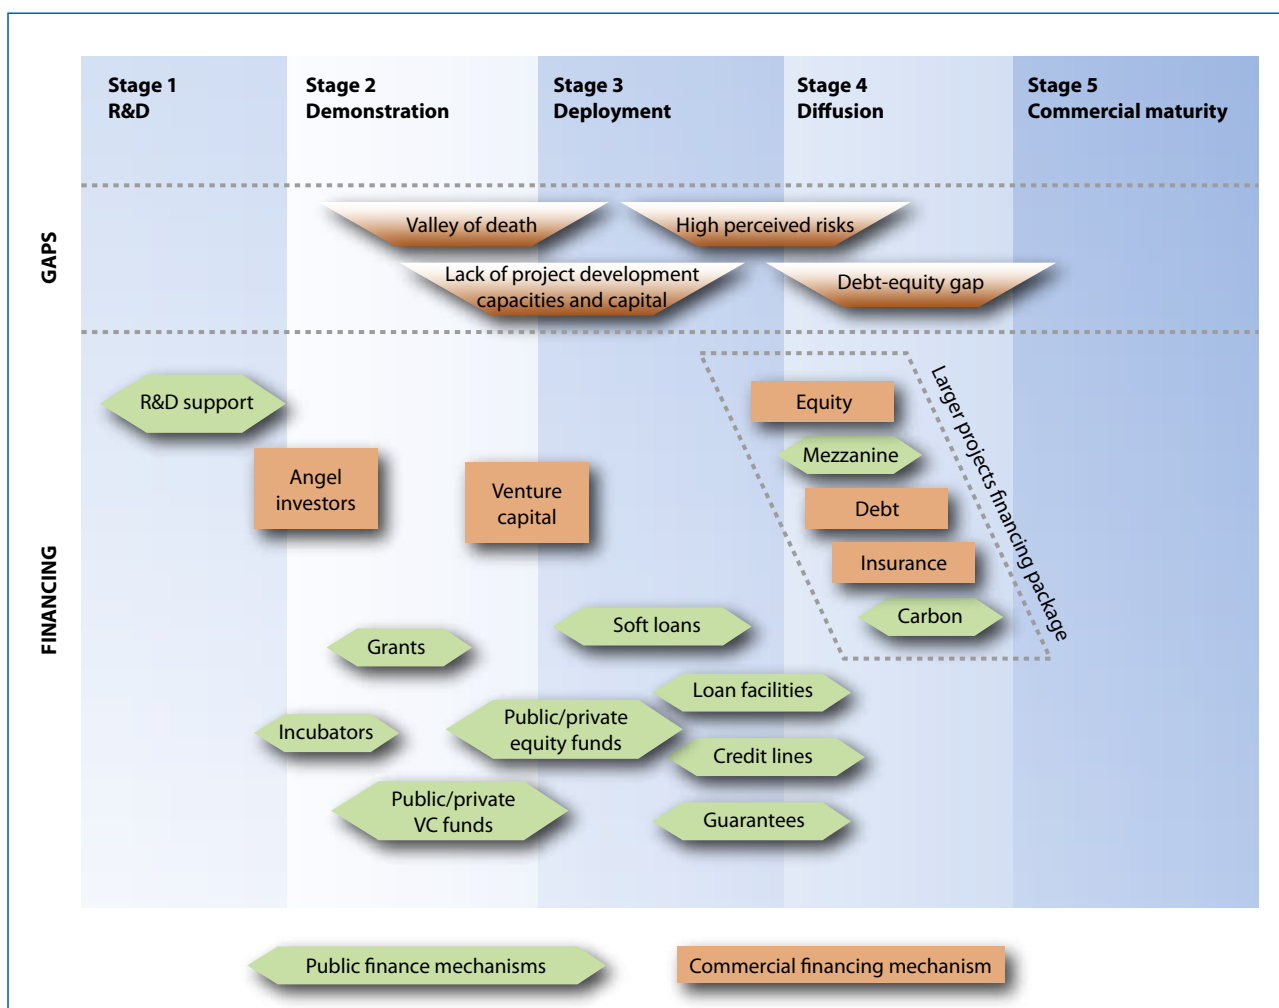 Stage 1
R&D
Stage 2
Demonstration
Stage 3
Deployment
Stage 4
Diffusion
Stage 5
Commercial maturity
GAPS
Valley of death
High perceived risks
Lack of project development
capacities and capital
Debt-equity gap
FINANCING
R&D support
Angel
investors
Venture
capital
Equity
Mezzanine
Debt
Insurance
Carbon
Larger projects financing package
Soft loans
Grants
Loan facilities
Incubators
Public/private
equity funds
Credit lines
Public/private
VC funds
Guarantees
Public finance mechanisms
Commercial financing mechanism